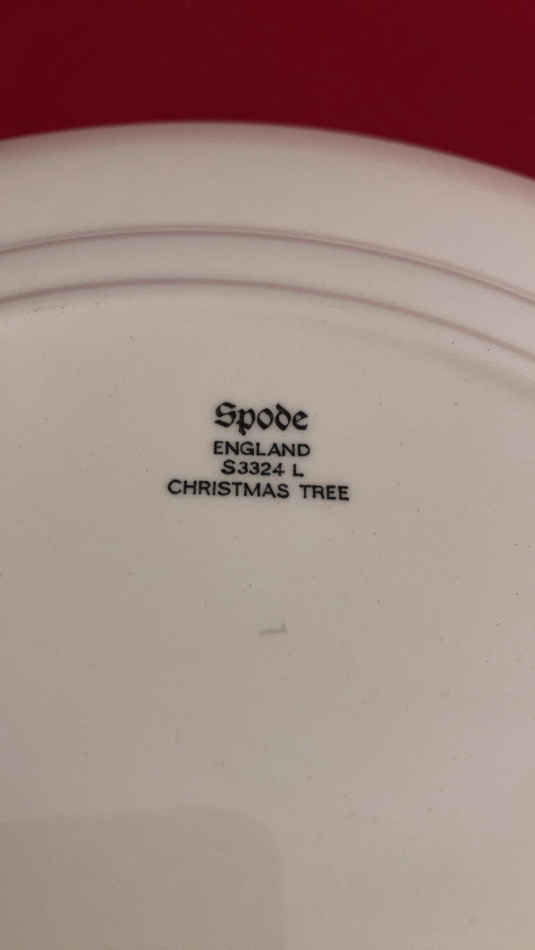 Spode
ENGLAND
S3324 L
CHRISTMAS TREE